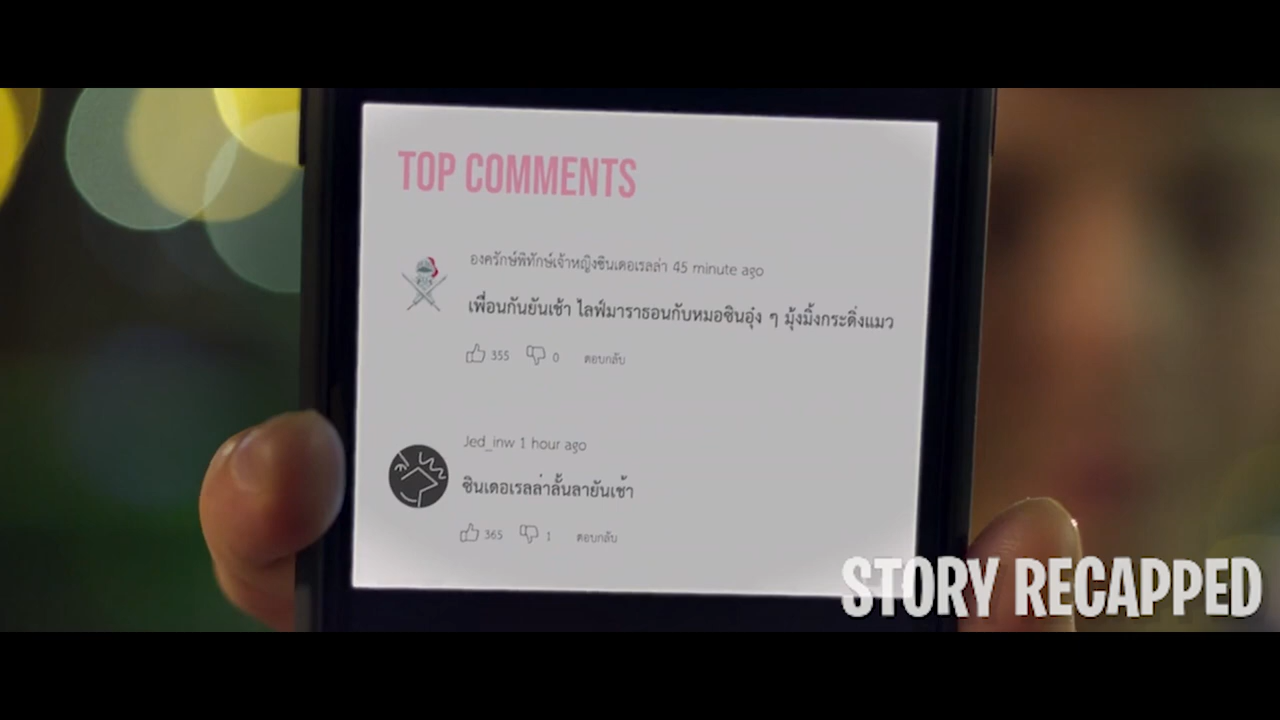 TOP COMMENTS
องครักษ์พิทักษ์เจ้าหญิงซินเดอเรลล่า 45 minute ago
เพื่อนกันยันเช้า ไลฟ์มาราธอนกับหมอซินอุ๋ง ๆ มุ้งมิ้งกระดิ่งแมว
355 0 ตอบกลับ
Jed_inw 1 hour ago
ซินเดอเรลล่าลั้นลายันเช้า
365 1 ตอบกลับ
STORY RECAPPED